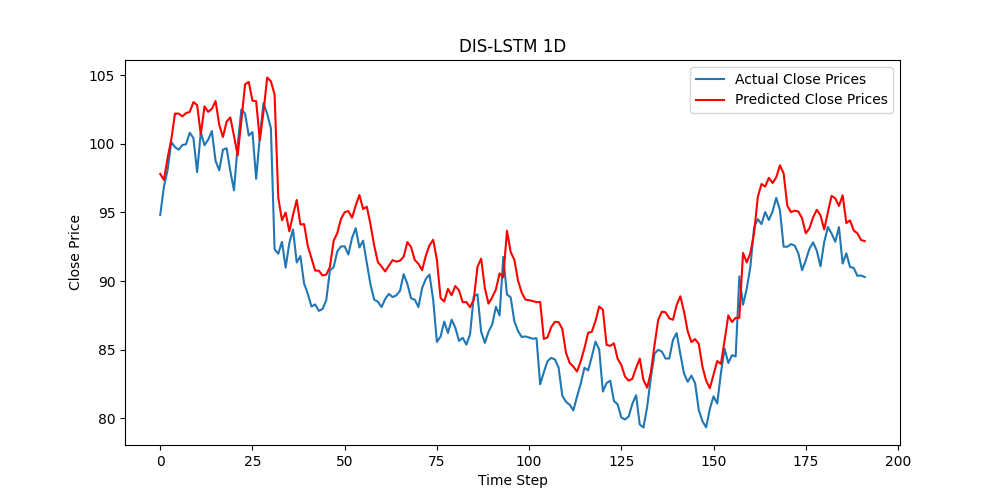 DIS-LSTM 1D
Actual Close Prices
Predicted Close Prices
Close Price
105
100
95
90
85
80
0 25 50 75 100 125 150 175 200
Time Step